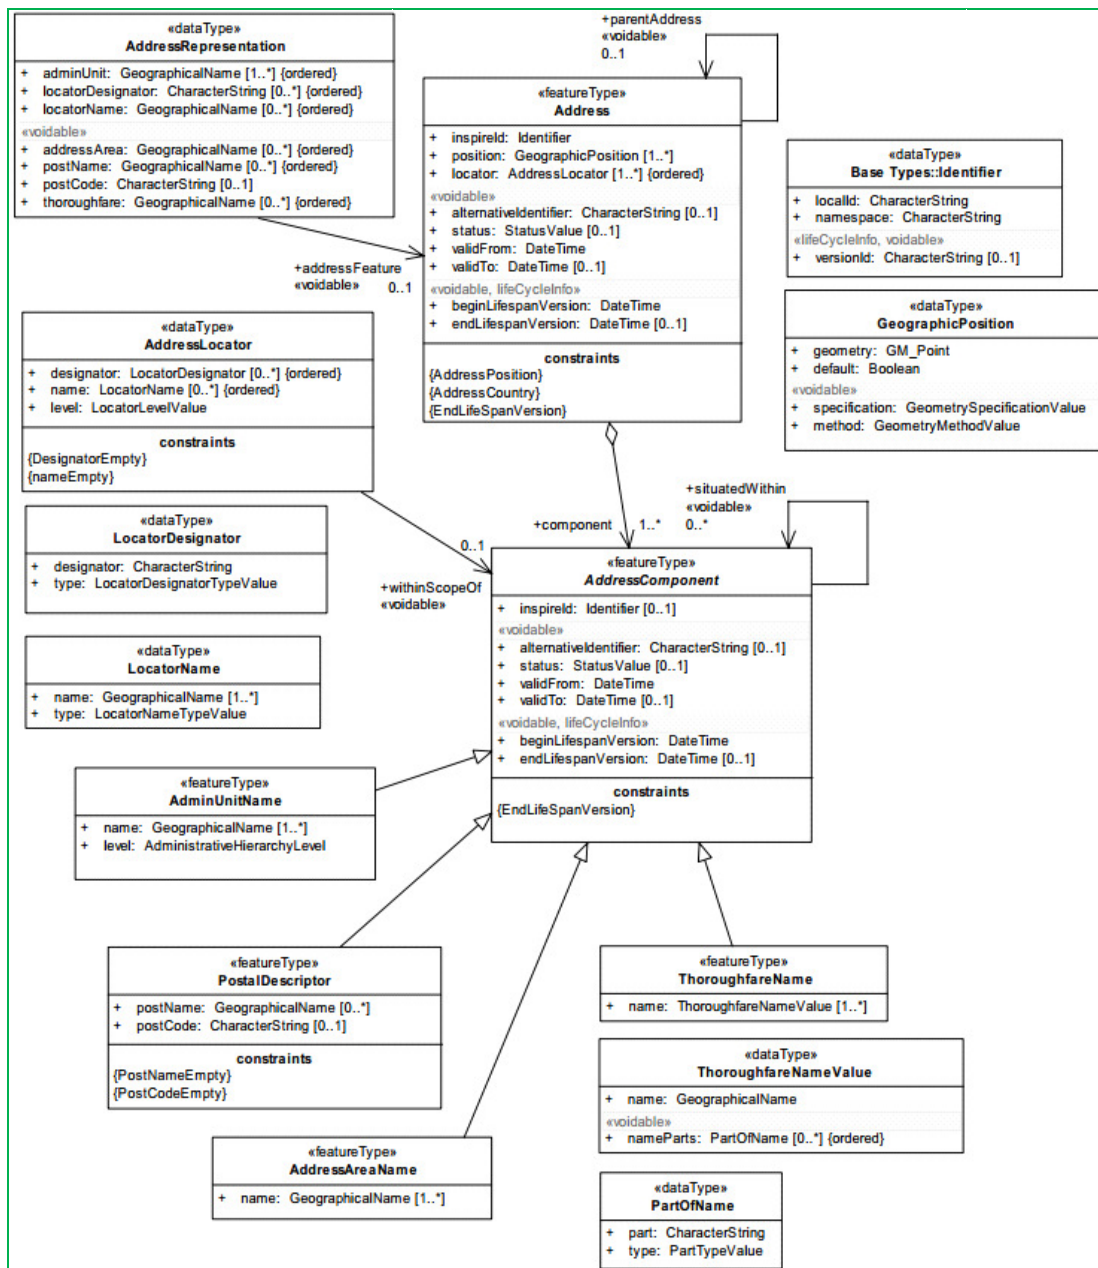 «dataType»
AddressRepresentation
+ adminUnit: GeographicalName [1..*] {ordered}
+ locatorDesignator: CharacterString [0..*] {ordered}
+ locatorName: GeographicalName [0..*] {ordered}
«voidable»
+ addressArea: GeographicalName [0..*] {ordered}
+ postName: GeographicalName [0..*] {ordered}
+ postCode: CharacterString [0..1]
+ thoroughfare: GeographicalName [0..*] {ordered}
+parentAddress
«voidable»
0..1
«featureType»
Address
+ inspireId: Identifier
+ position: GeographicPosition [1..*]
+ locator: AddressLocator [1..*] {ordered}
«voidable»
+ alternativeIdentifier: CharacterString [0..1]
+ status: StatusValue [0..1]
+ validFrom: DateTime
+ validTo: DateTime [0..1]
«voidable, lifeCycleInfo»
+ beginLifespanVersion: DateTime
+ endLifespanVersion: DateTime [0..1]
constraints
{AddressPosition}
{AddressCountry}
{EndLifeSpanVersion}
«dataType»
Base Types::Identifier
+ localId: CharacterString
+ namespace: CharacterString
«lifeCycleInfo, voidable»
+ versionId: CharacterString [0..1]
+addressFeature
«voidable»
0..1
«dataType»
GeographicPosition
+ geometry: GM_Point
+ default: Boolean
«voidable»
+ specification: GeometrySpecificationValue
+ method: GeometryMethodValue
«dataType»
AddressLocator
+ designator: LocatorDesignator [0..*] {ordered}
+ name: LocatorName [0..*] {ordered}
+ level: LocatorLevelValue
constraints
{DesignatorEmpty}
{nameEmpty}
+situatedWithin
«voidable»
0..*
+component
1..*
0..1
+withinScopeOf
«voidable»
«dataType»
LocatorDesignator
+ designator: CharacterString
+ type: LocatorDesignatorTypeValue
«featureType»
AddressComponent
+ inspireId: Identifier [0..1]
«voidable»
+ alternativeIdentifier: CharacterString [0..1]
+ status: StatusValue [0..1]
+ validFrom: DateTime
+ validTo: DateTime [0..1]
«voidable, lifeCycleInfo»
+ beginLifespanVersion: DateTime
+ endLifespanVersion: DateTime [0..1]
constraints
{EndLifeSpanVersion}
«dataType»
LocatorName
+ name: GeographicalName [1..*]
+ type: LocatorNameTypeValue
«featureType»
AdminUnitName
+ name: GeographicalName [1..*]
+ level: AdministrativeHierarchyLevel
«featureType»
PostalDescriptor
+ postName: GeographicalName [0..*]
+ postCode: CharacterString [0..1]
constraints
{PostNameEmpty}
{PostCodeEmpty}
«featureType»
ThoroughfareName
+ name: ThoroughfareNameValue [1..*]
«dataType»
ThoroughfareNameValue
+ name: GeographicalName
«voidable»
+ nameParts: PartOfName [0..*] {ordered}
«featureType»
AddressAreaName
+ name: GeographicalName [1..*]
«dataType»
PartOfName
+ part: CharacterString
+ type: PartTypeValue